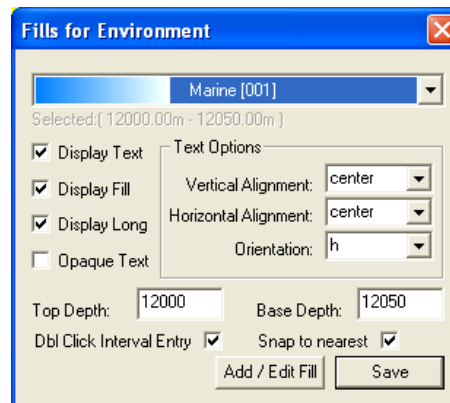 Fills for Environment
Marine [001]
Selected:( 12000.00m - 12050.00m )
Display Text
Display Fill
Display Long
Opaque Text
Text Options
Vertical Alignment: center
Horizontal Alignment: center
Orientation: h
Top Depth: 12000 Base Depth: 12050
Dbl Click Interval Entry Snap to nearest
Add / Edit Fill Save